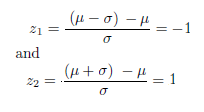 z₁ = (μ − σ) − μ / σ = −1
and
z₂ = (μ + σ) − μ / σ = 1